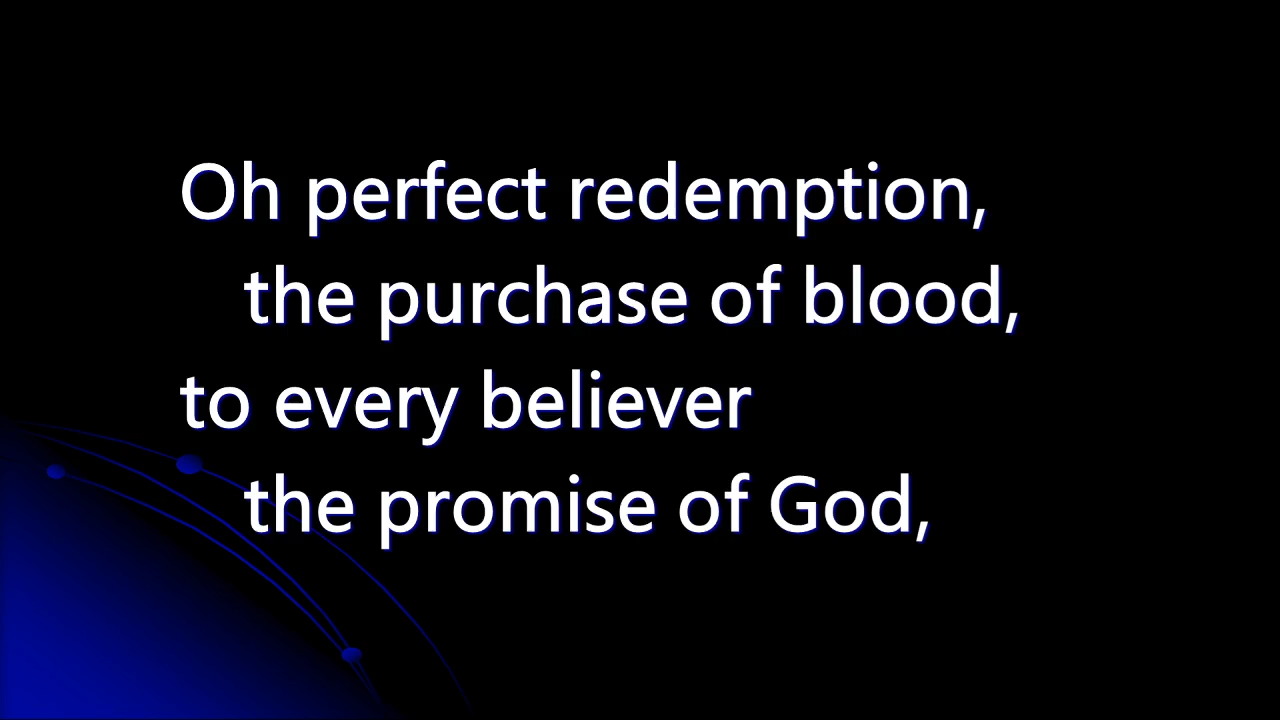 Oh perfect redemption,
the purchase of blood,
to every believer
the promise of God,